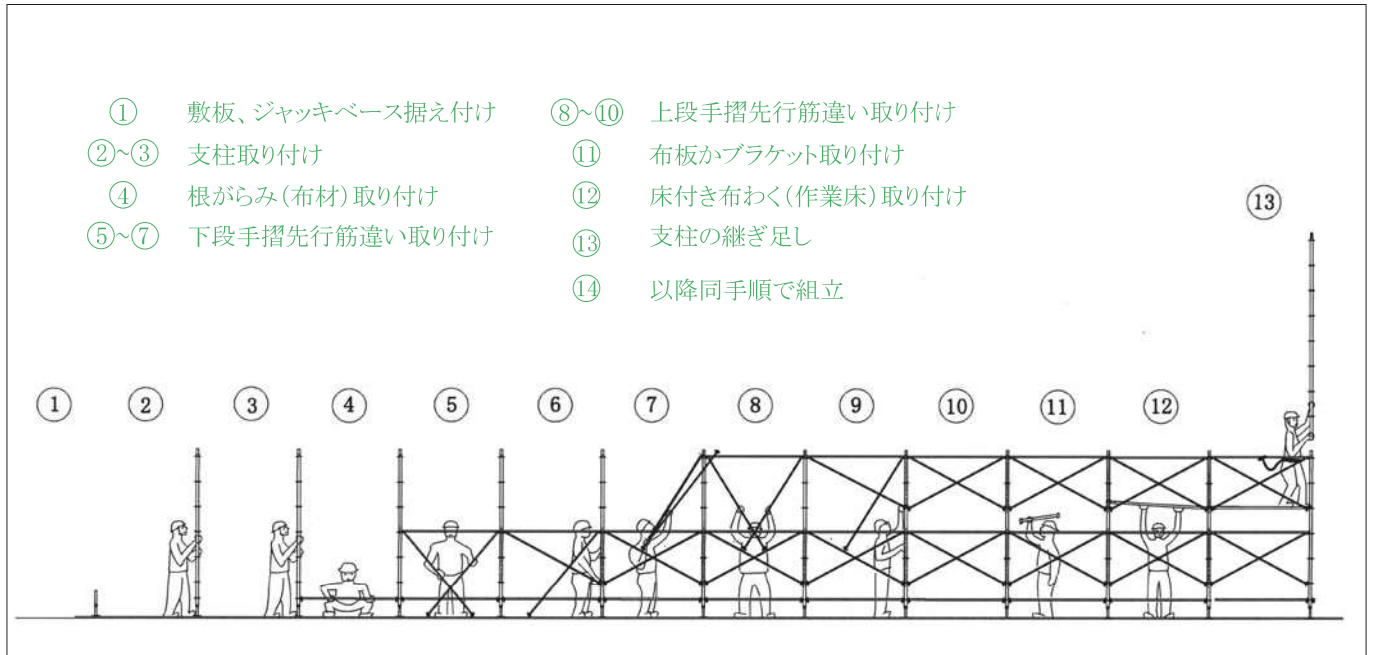 ① 敷板、ジャッキベース据え付け
②~③ 支柱取り付け
④ 根がらみ(布材)取り付け
⑤~⑦ 下段手摺先行筋違い取り付け
⑧~⑩ 上段手摺先行筋違い取り付け
⑪ 布板かブラケット取り付け
⑫ 床付き布わく(作業床)取り付け
⑬ 支柱の継ぎ足し
⑭ 以降同手順で組立
⑬
① ② ③ ④ ⑤ ⑥ ⑦ ⑧ ⑨ ⑩ ⑪ ⑫